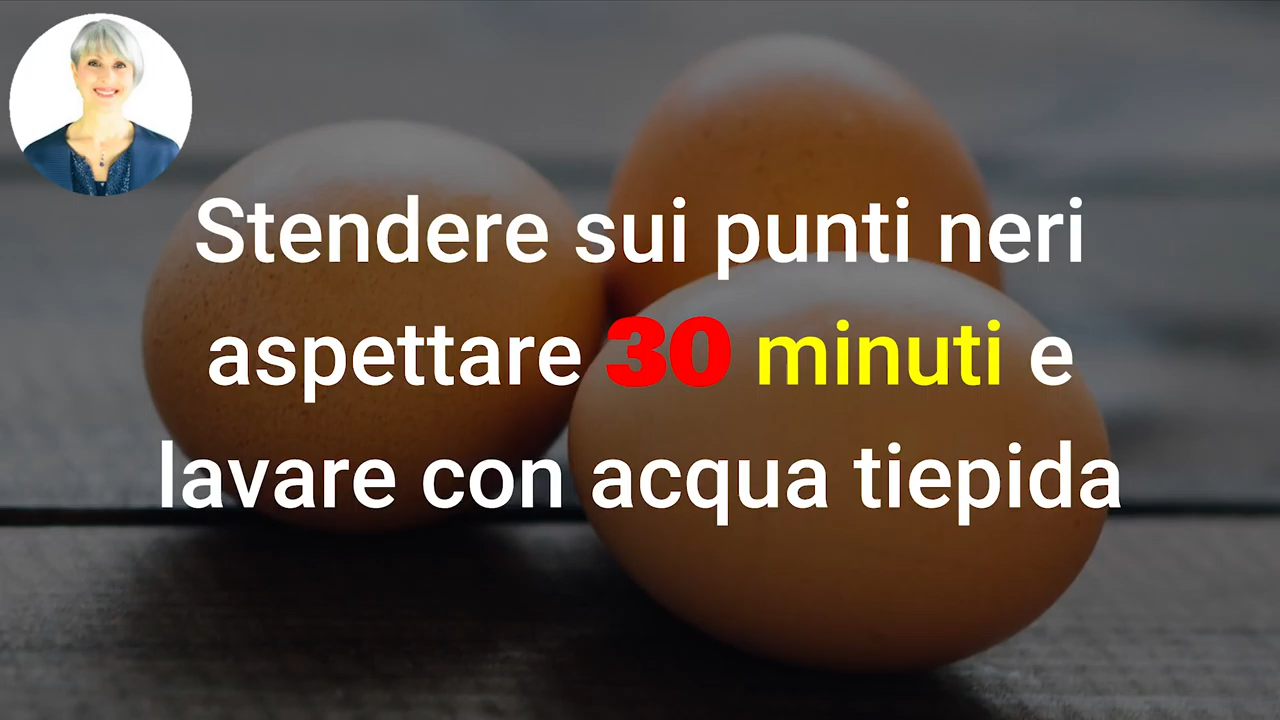 Stendere sui punti neri
aspettare 30 minuti e
lavare con acqua tiepida